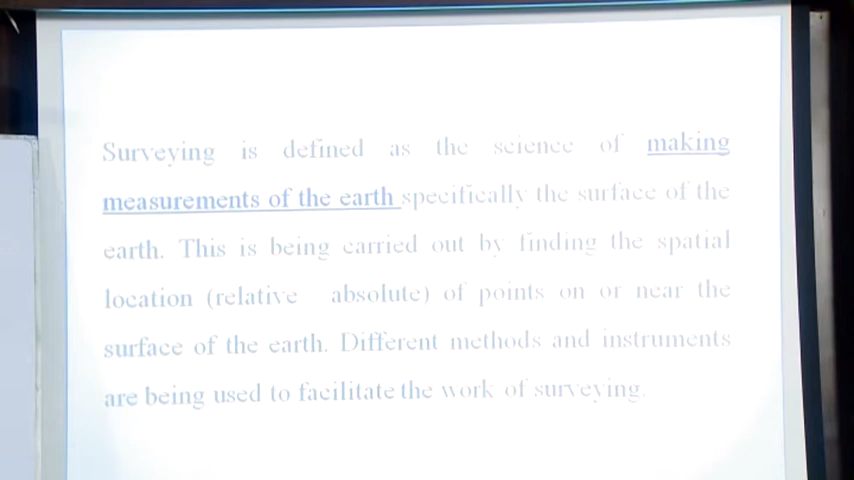 Surveying is defined as the science of making
measurements of the earth specifically the surface of the
earth. This is being carried out by finding the spatial
location (relative absolute) of points on or near the
surface of the earth. Different methods and instruments
are being used to facilitate the work of surveying.